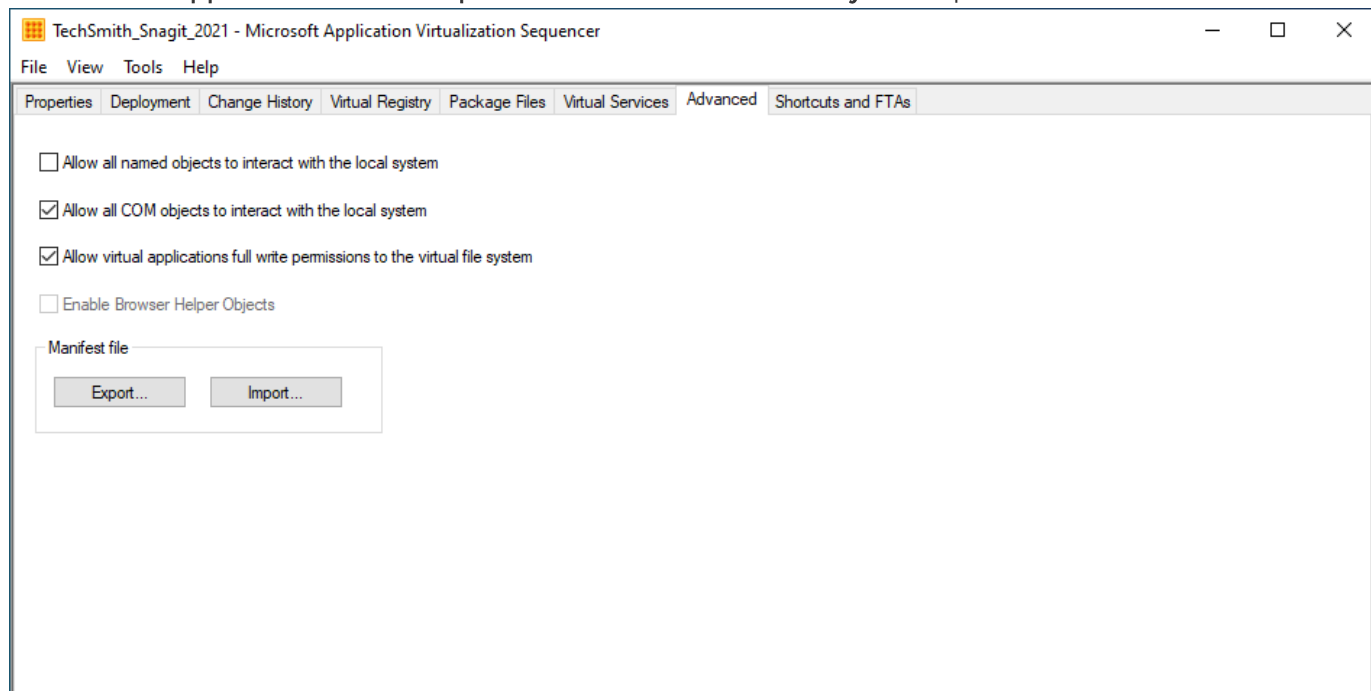 TechSmith_Snagit_2021 - Microsoft Application Virtualization Sequencer
File View Tools Help
Properties Deployment Change History Virtual Registry Package Files Virtual Services Advanced Shortcuts and FTAs
Allow all named objects to interact with the local system
Allow all COM objects to interact with the local system
Allow virtual applications full write permissions to the virtual file system
Enable Browser Helper Objects
Manifest file
Export... Import...